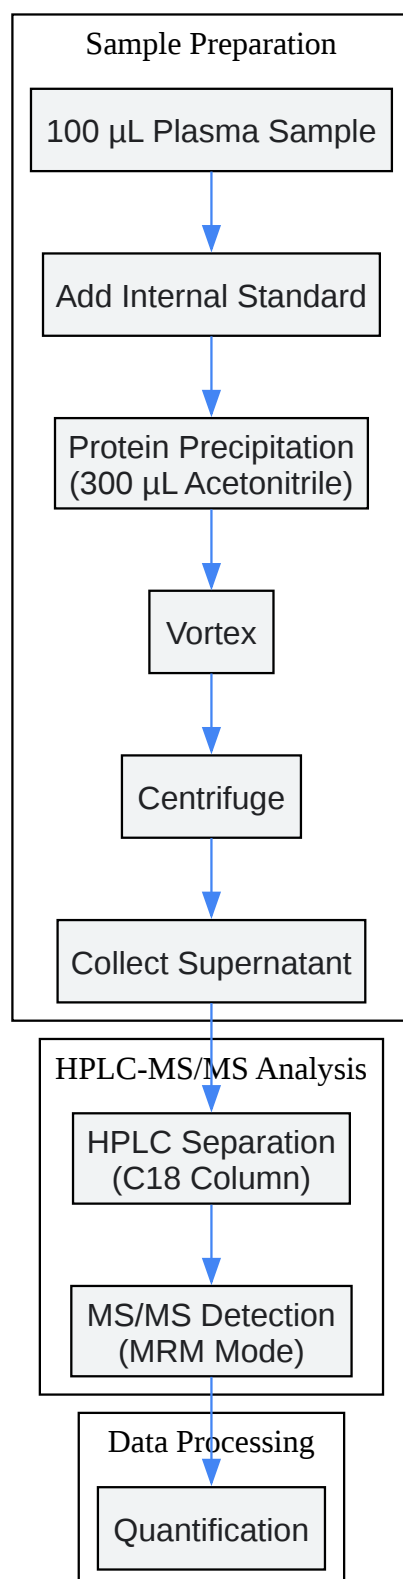 Sample Preparation
100 µL Plasma Sample
Add Internal Standard
Protein Precipitation
(300 µL Acetonitrile)
Vortex
Centrifuge
Collect Supernatant
HPLC-MS/MS Analysis
HPLC Separation
(C18 Column)
MS/MS Detection
(MRM Mode)
Data Processing
Quantification